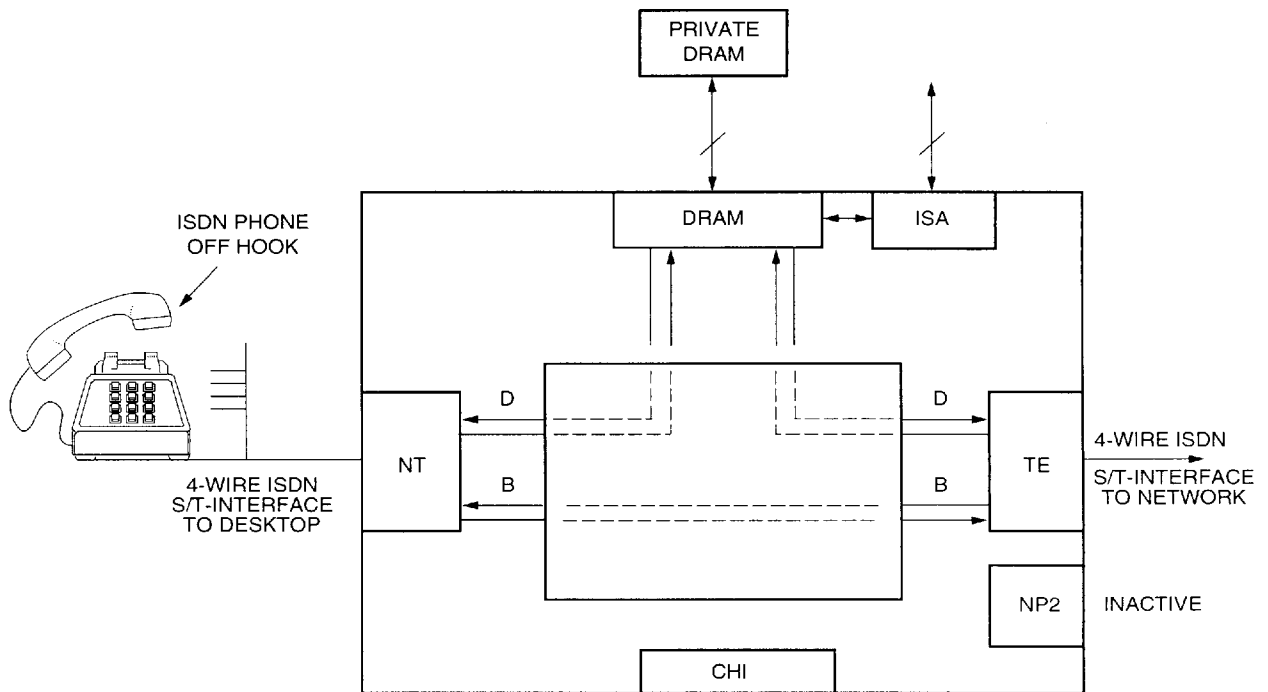 PRIVATE
DRAM
DRAM
ISA
ISDN PHONE
OFF HOOK
D
D
NT
TE
4-WIRE ISDN
S/T-INTERFACE
TO NETWORK
4-WIRE ISDN
S/T-INTERFACE
TO DESKTOP
B
B
NP2
INACTIVE
CHI